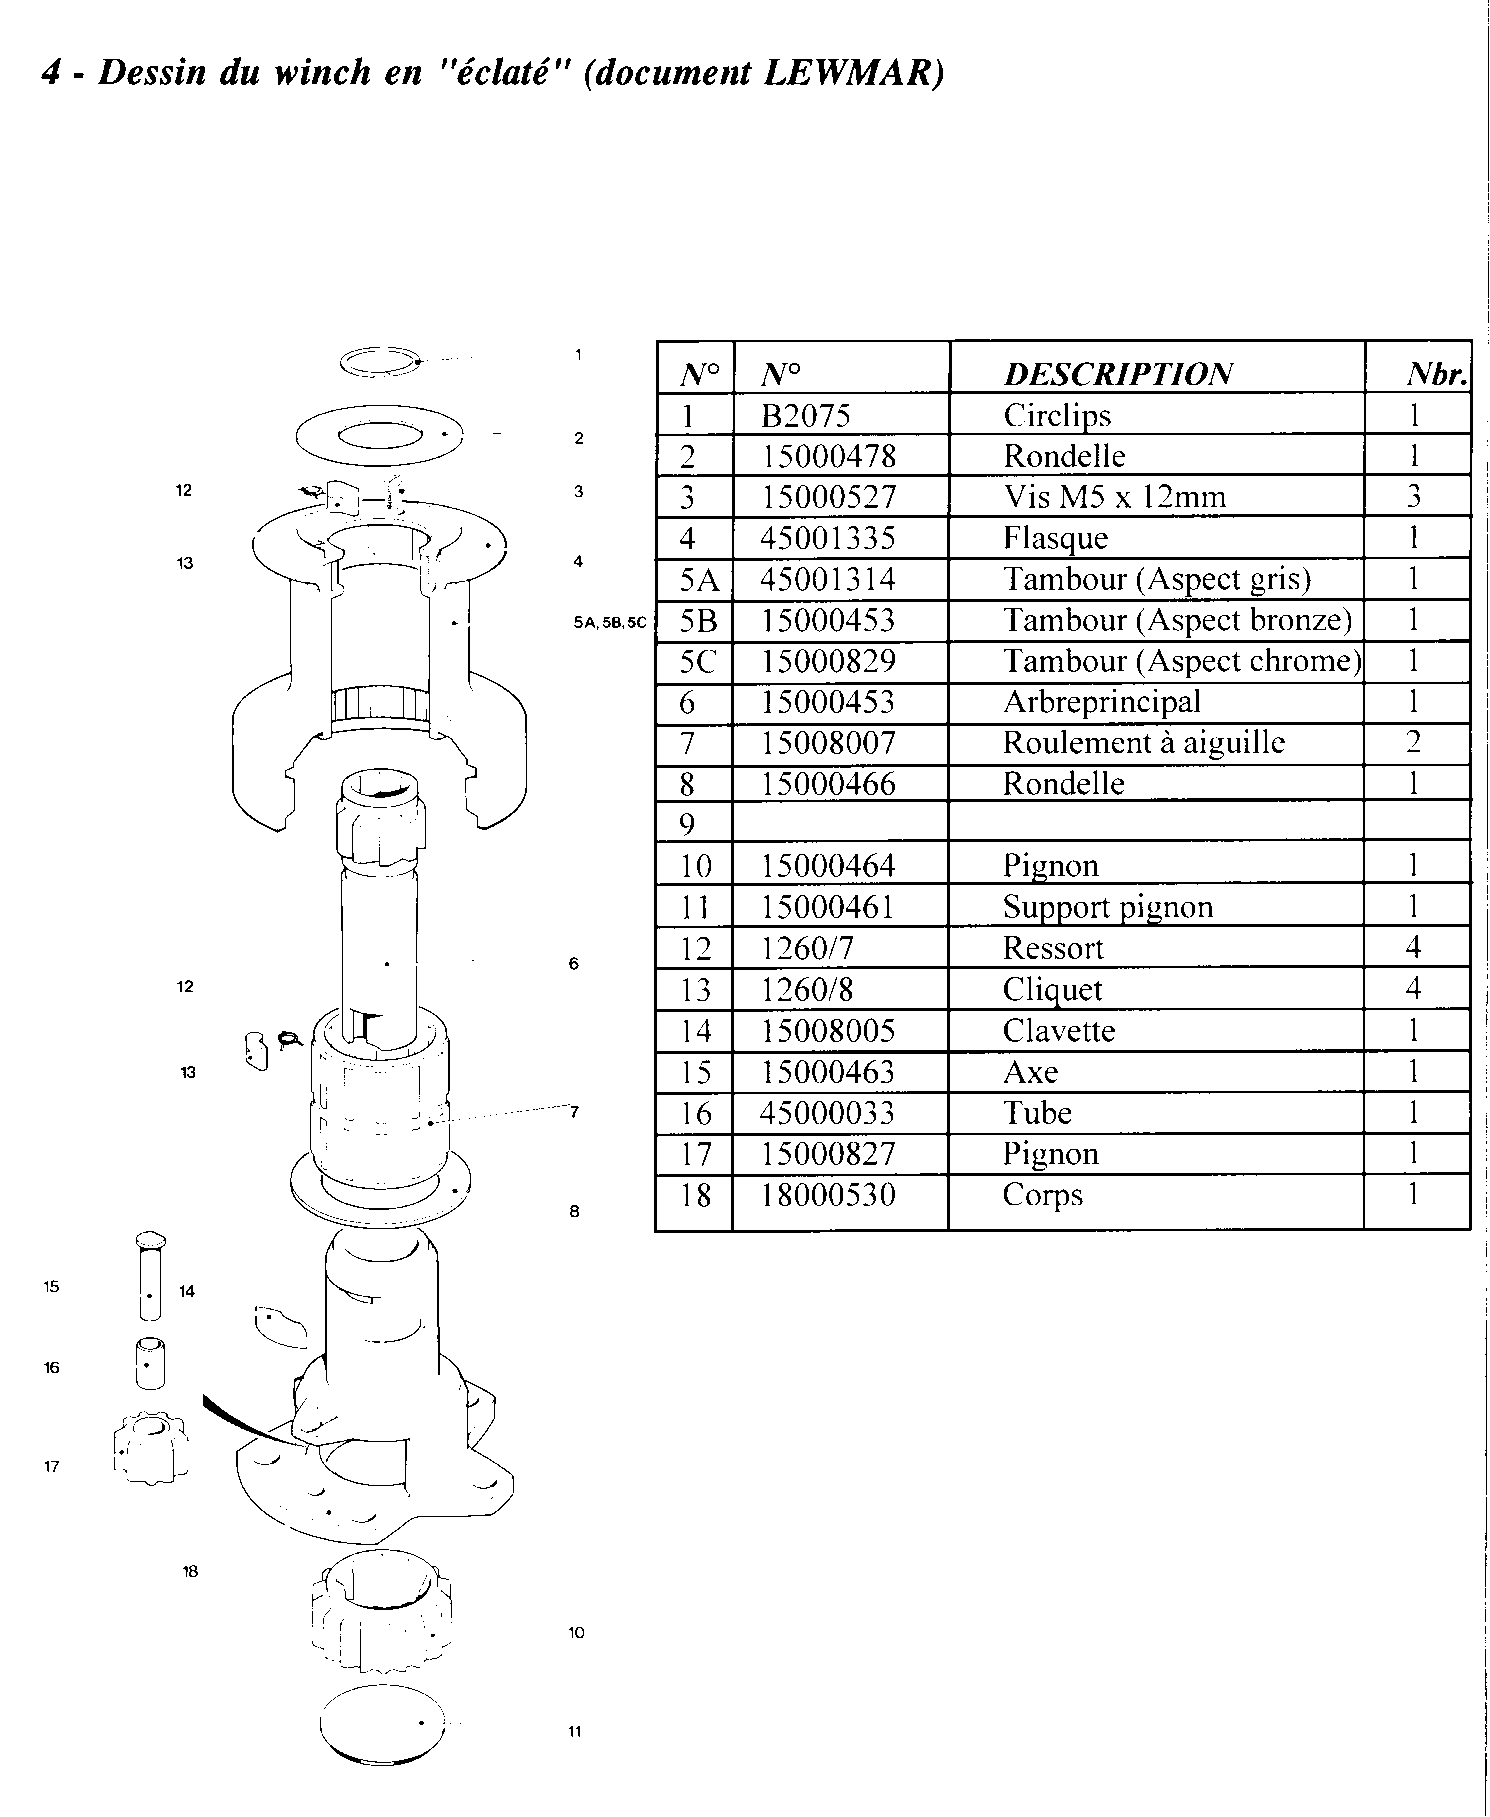 4 - Dessin du winch en "éclaté" (document LEWMAR)
1
2
12
3
13
4
5A, 5B, 5C
6
12
13
7
8
15
14
16
17
18
10
11
N° N° DESCRIPTION Nbr.
1 B2075 Circlips 1
2 15000478 Rondelle 1
3 15000527 Vis M5 x 12mm 3
4 45001335 Flasque 1
5A 45001314 Tambour (Aspect gris) 1
5B 15000453 Tambour (Aspect bronze) 1
5C 15000829 Tambour (Aspect chrome) 1
6 15000453 Arbreprincipal 1
7 15008007 Roulement à aiguille 2
8 15000466 Rondelle 1
9
10 15000464 Pignon 1
11 15000461 Support pignon 1
12 1260/7 Ressort 4
13 1260/8 Cliquet 4
14 15008005 Clavette 1
15 15000463 Axe 1
16 45000033 Tube 1
17 15000827 Pignon 1
18 18000530 Corps 1